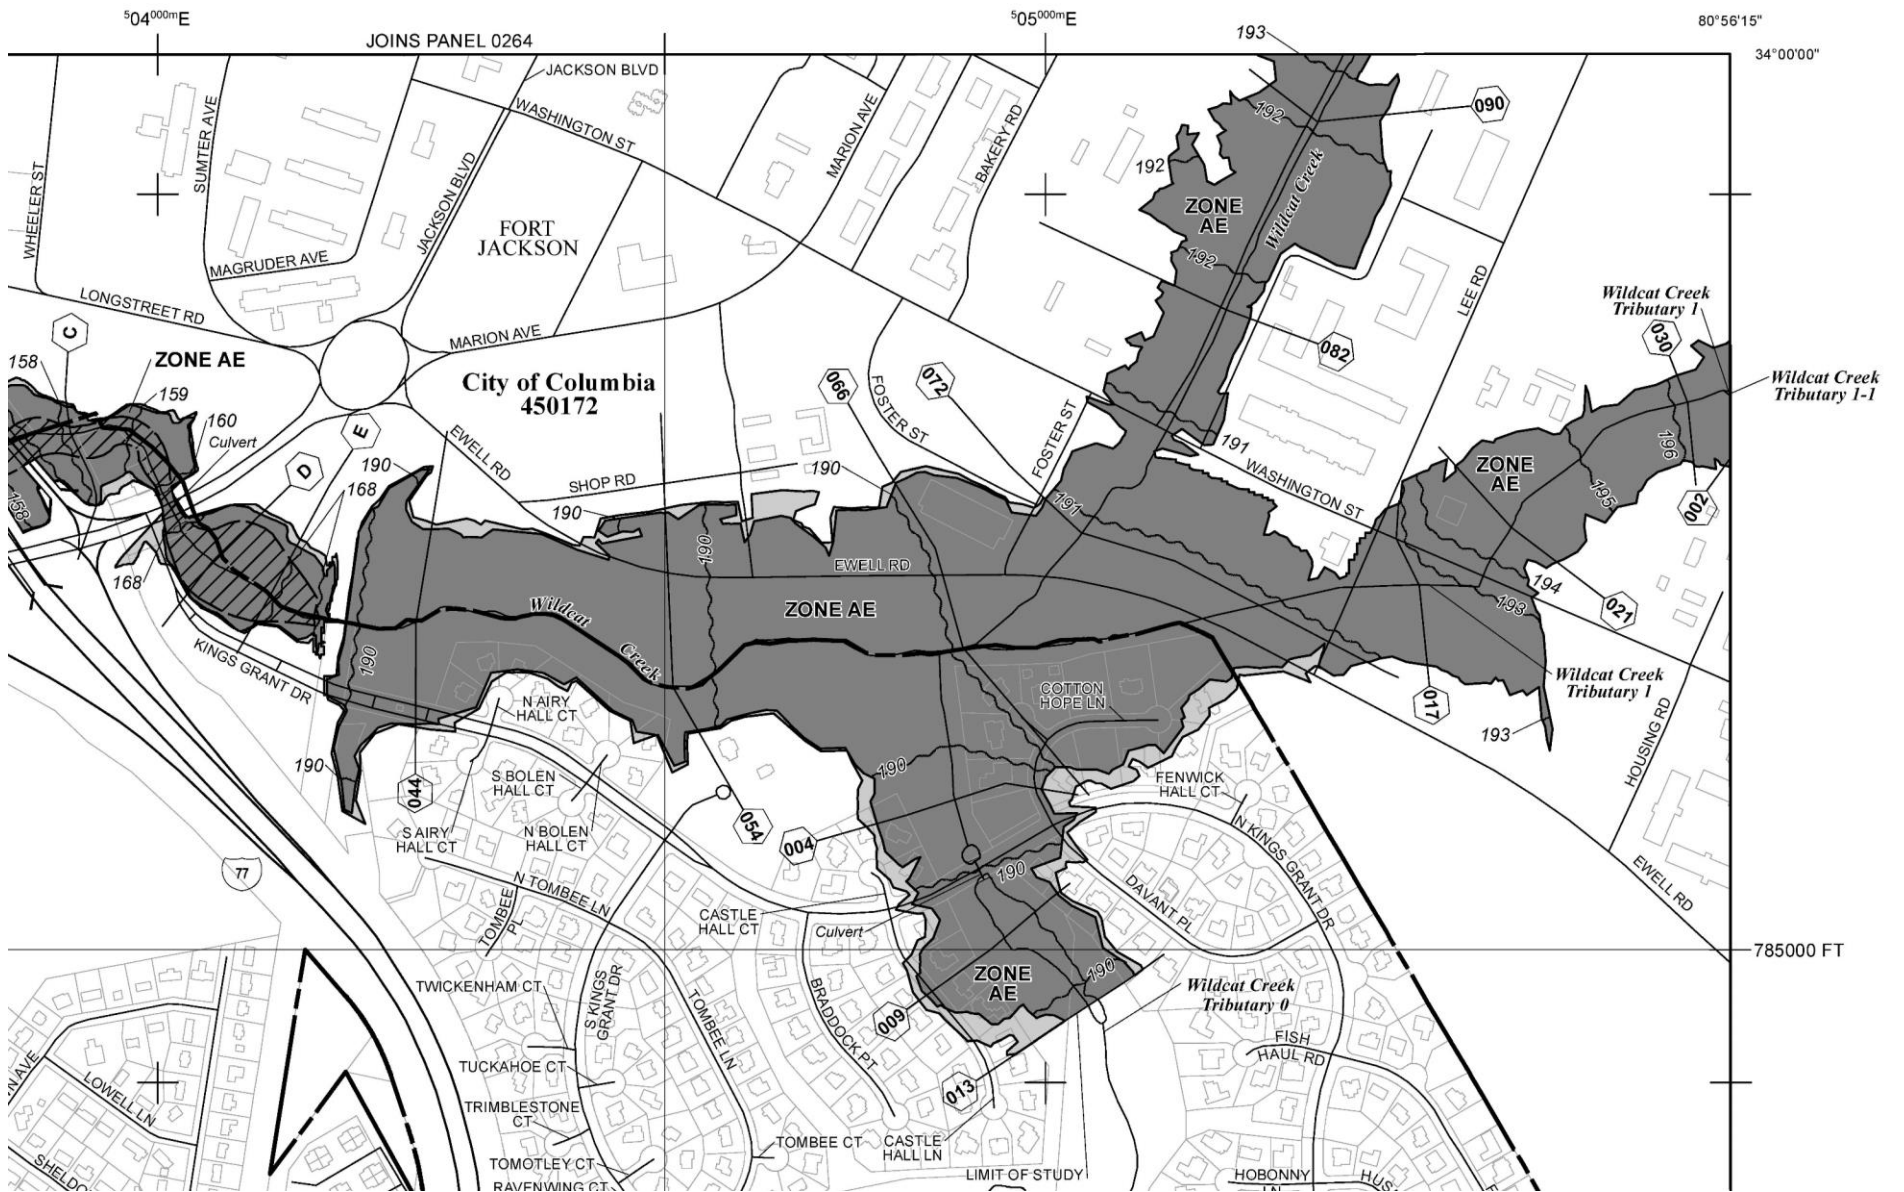 504000mE
505000mE
80°56'15"
JOINS PANEL 0264
193
34°00'00"
JACKSON BLVD
WASHINGTON ST
SUMTER AVE
MARION AVE
BAKERY RD
192
090
WHEELER ST
JACKSON BLVD
192
Wildcat Creek
ZONE
AE
FORT
JACKSON
MAGRUDER AVE
192
LEE RD
LONGSTREET RD
Wildcat Creek
Tributary 1
MARION AVE
C
158
ZONE AE
082
030
City of Columbia
450172
066
072
FOSTER ST
Wildcat Creek
Tributary 1-1
159
160
Culvert
E
EWELL RD
FOSTER ST
191
WASHINGTON ST
196
ZONE
AE
D
190
168
SHOP RD
190
190
191
195
002
158
190
EWELL RD
168
ZONE AE
Wildcat
Creek
194
193
021
KINGS GRANT DR
190
COTTON
HOPE LN
Wildcat Creek
Tributary 1
N AIRY
HALL CT
017
193
HOUSING RD
190
044
S BOLEN
HALL CT
190
FENWICK
HALL CT
S AIRY
HALL CT
N BOLEN
HALL CT
054
004
N KINGS GRANT DR
77
N TOMBEE LN
190
DAVANT PL
EWELL RD
TOMBEE
PL
CASTLE
HALL CT
Culvert
785000 FT
TWICKENHAM CT
S KINGS
GRANT DR
TOMBEE LN
BRADDOCK PT
ZONE
AE
190
Wildcat Creek
Tributary 0
009
FISH
HAUL RD
N AVE
LOWELL LN
TUCKAHOE CT
013
TRIMBLESTONE
CT
TOMBEE CT
CASTLE
HALL LN
TOMOTLEY CT
LIMIT OF STUDY
HOBONNY
LN
HUS
SHELDO
RAVENWING CT